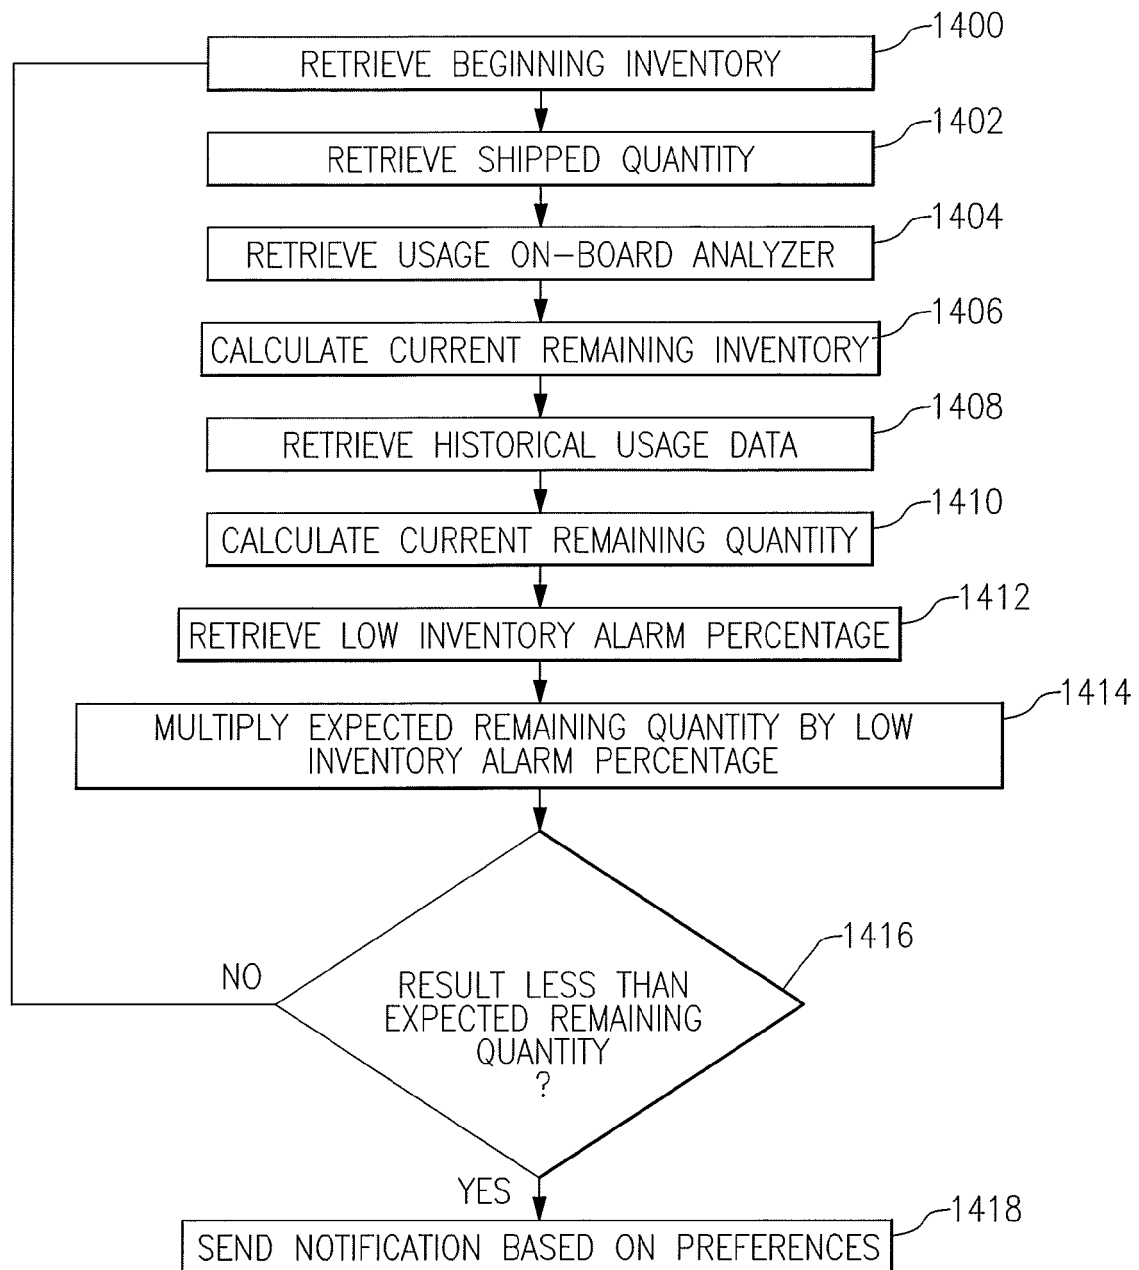 1400
RETRIEVE BEGINNING INVENTORY
1402
RETRIEVE SHIPPED QUANTITY
1404
RETRIEVE USAGE ON-BOARD ANALYZER
1406
CALCULATE CURRENT REMAINING INVENTORY
1408
RETRIEVE HISTORICAL USAGE DATA
1410
CALCULATE CURRENT REMAINING QUANTITY
1412
RETRIEVE LOW INVENTORY ALARM PERCENTAGE
1414
MULTIPLY EXPECTED REMAINING QUANTITY BY LOW
INVENTORY ALARM PERCENTAGE
1416
NO
RESULT LESS THAN
EXPECTED REMAINING
QUANTITY
?
YES
1418
SEND NOTIFICATION BASED ON PREFERENCES